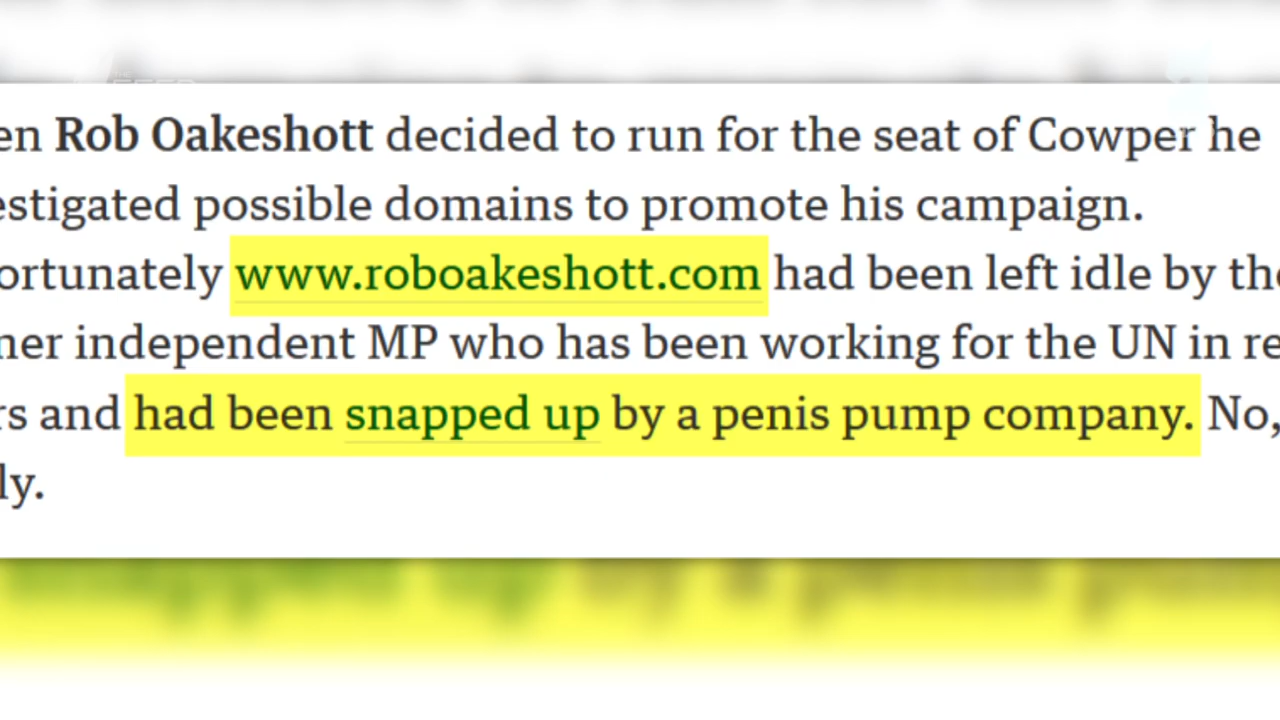 en Rob Oakeshott decided to run for the seat of Cowper he
estigated possible domains to promote his campaign.
ortunately www.roboakeshott.com had been left idle by the
ner independent MP who has been working for the UN in re
rs and had been snapped up by a penis pump company. No,
ly.